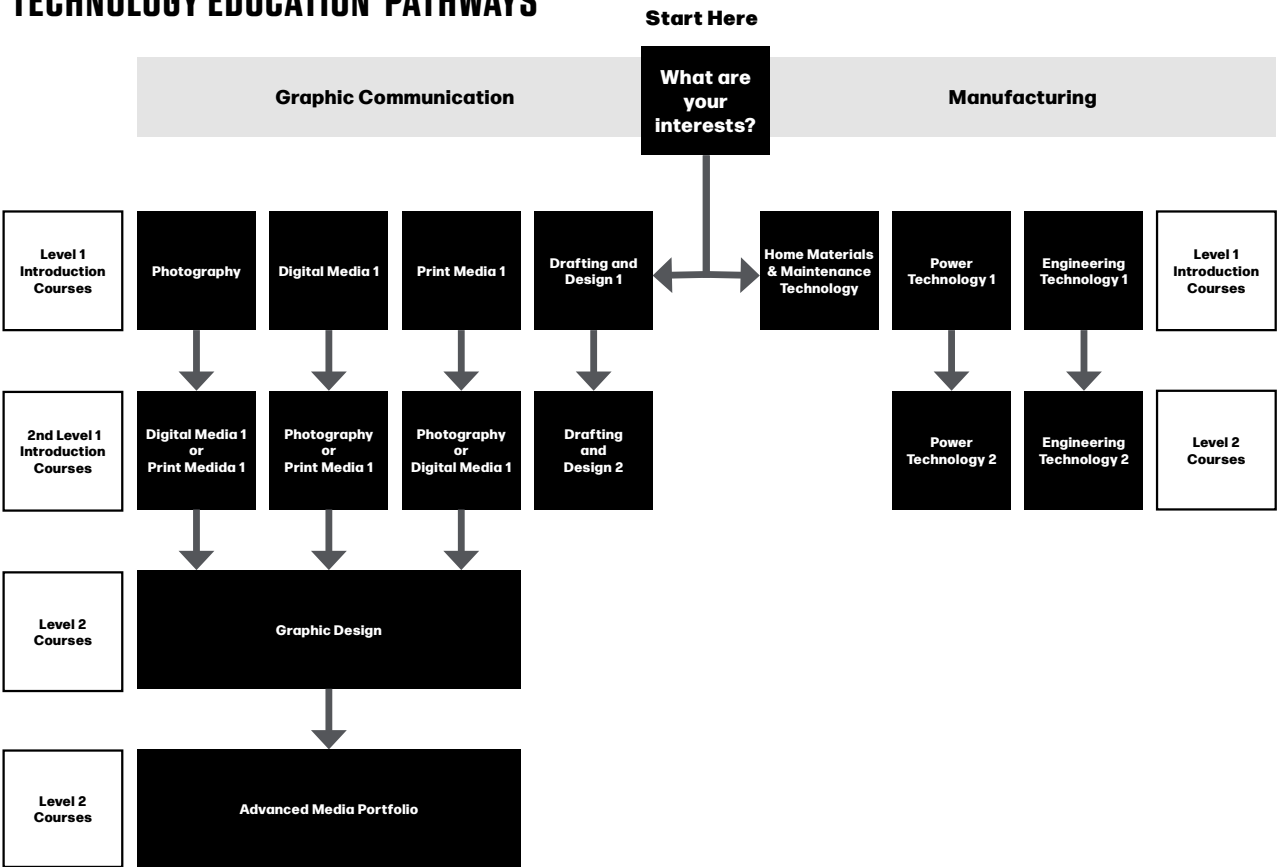 TECHNOLOGY EDUCATION PATHWAYS
Start Here
What are
your
interests?
Graphic Communication
Manufacturing
Level 1
Introduction
Courses
Photography
Digital Media 1
Print Media 1
Drafting and
Design 1
Home Materials
& Maintenance
Technology
Power
Technology 1
Engineering
Technology 1
Level 1
Introduction
Courses
2nd Level 1
Introduction
Courses
Digital Media 1
or
Print Medida 1
Photography
or
Print Media 1
Photography
or
Digital Media 1
Drafting
and
Design 2
Power
Technology 2
Engineering
Technology 2
Level 2
Courses
Level 2
Courses
Graphic Design
Level 2
Courses
Advanced Media Portfolio